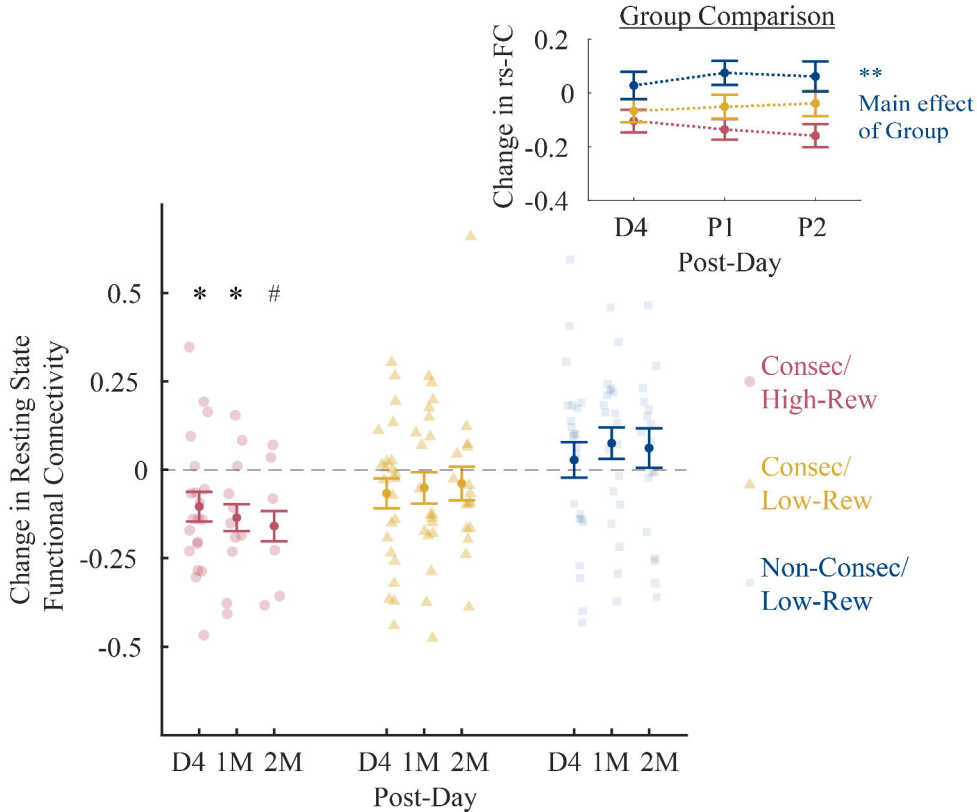 Group Comparison
Change in rs-FC
0.2
0
-0.2
-0.4
**
Main effect
of Group
D4 P1 P2
Post-Day
Change in Resting State
Functional Connectivity
0.5
0.25
0
-0.25
-0.5
* * #
Consec/
High-Rew
Consec/
Low-Rew
Non-Consec/
Low-Rew
D4 1M 2M D4 1M 2M D4 1M 2M
Post-Day